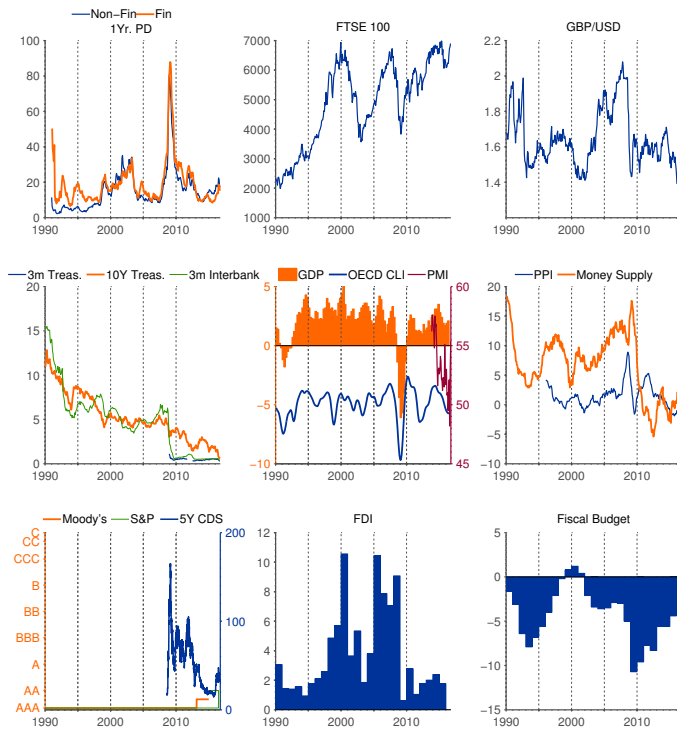 Non-Fin Fin
1Yr. PD
100
80
60
40
20
0
1990 2000 2010
FTSE 100
7000
6000
5000
4000
3000
2000
1000
1990 2000 2010
GBP/USD
2.2
2
1.8
1.6
1.4
1990 2000 2010
3m Treas. 10Y Treas. 3m Interbank
20
15
10
5
0
1990 2000 2010
GDP OECD CLI PMI
5
0
−5
−10
60
55
50
45
1990 2000 2010
PPI Money Supply
20
15
10
5
0
−5
−10
1990 2000 2010
Moody's S&P 5Y CDS
C
CC
CCC
B
BB
BBB
A
AA
AAA
200
100
0
1990 2000 2010
FDI
12
10
8
6
4
2
0
1990 2000 2010
Fiscal Budget
5
0
−5
−10
−15
1990 2000 2010